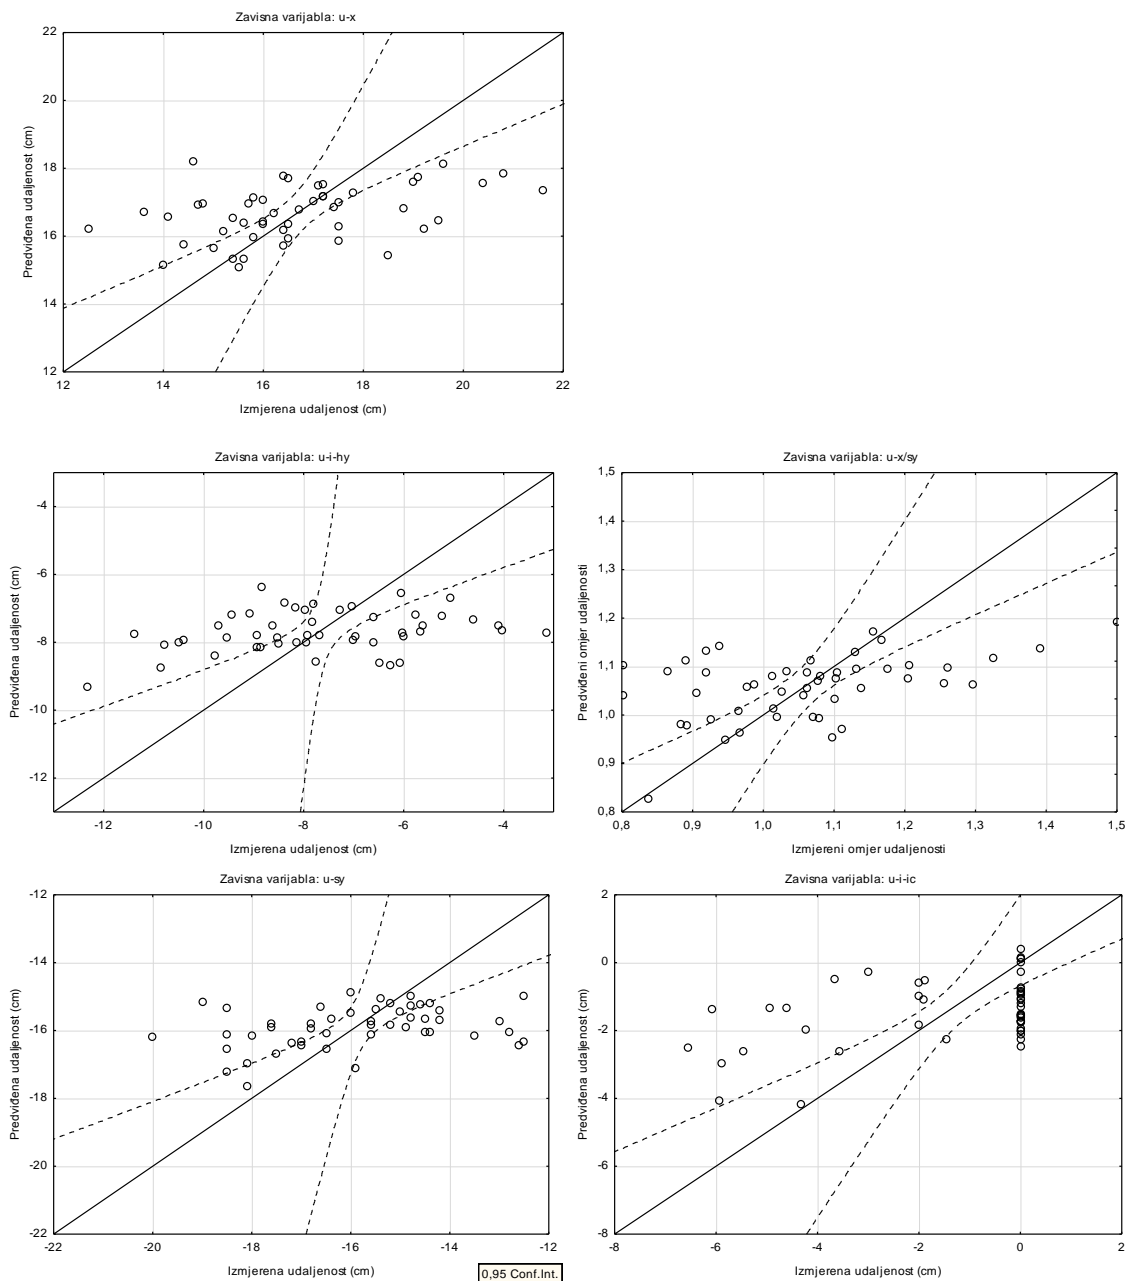 Zavisna varijabla: u-x
22
20
18
16
14
12
Predviđena udaljenost (cm)
12 14 16 18 20 22
Izmjerena udaljenost (cm)
Zavisna varijabla: u-i-hy
-4
-6
-8
-10
-12
Predviđena udaljenost (cm)
-12 -10 -8 -6 -4
Izmjerena udaljenost (cm)
Zavisna varijabla: u-x/sy
1,5
1,4
1,3
1,2
1,1
1,0
0,9
0,8
Predviđeni omjer udaljenosti
0,8 0,9 1,0 1,1 1,2 1,3 1,4 1,5
Izmjereni omjer udaljenosti
Zavisna varijabla: u-sy
-12
-14
-16
-18
-20
-22
Predviđena udaljenost (cm)
-22 -20 -18 -16 -14 -12
Izmjerena udaljenost (cm)
0,95 Conf.Int.
Zavisna varijabla: u-i-ic
2
0
-2
-4
-6
-8
Predviđena udaljenost (cm)
-8 -6 -4 -2 0 2
Izmjerena udaljenost (cm)